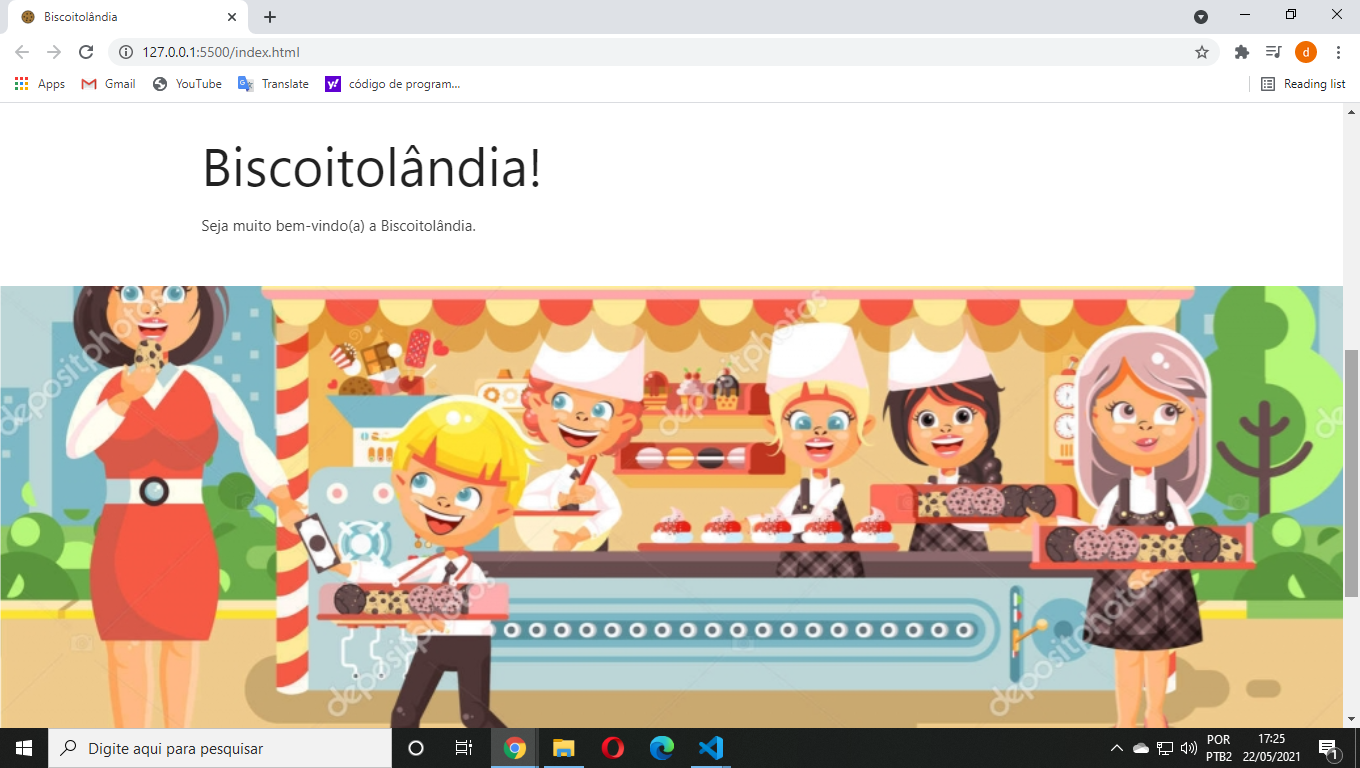 Biscoitolândia
127.0.0.1:5500/index.html
d
Apps
Gmail
YouTube
Translate
código de program...
Reading list
Biscoitolândia!
Seja muito bem-vindo(a) a Biscoitolândia.
depositphotos
depositphotos
depositphotos
depositphotos
depositphotos
Digite aqui para pesquisar
POR
PTB2
17:25
22/05/2021
1